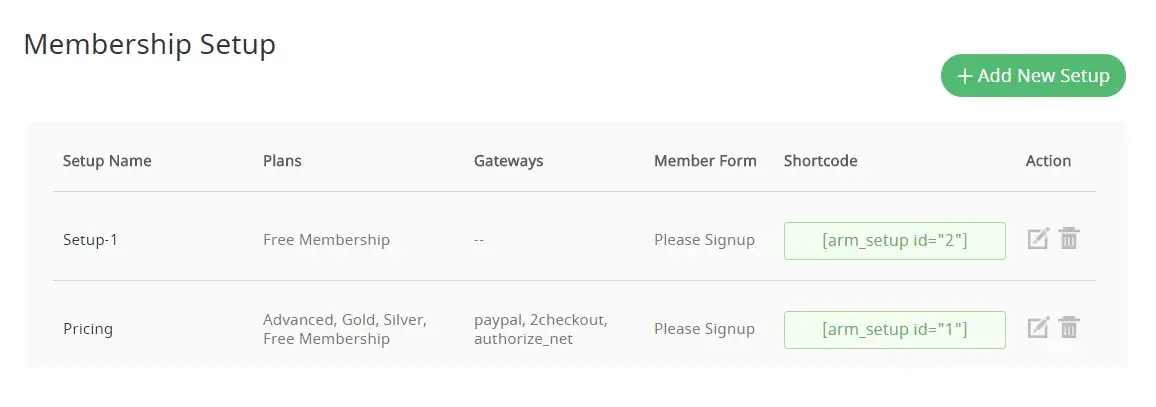 Membership Setup
+ Add New Setup
Setup Name Plans Gateways Member Form Shortcode Action
Setup-1 Free Membership -- Please Signup [arm_setup id="2"]
Pricing Advanced, Gold, Silver, Free Membership paypal, 2checkout, authorize_net Please Signup [arm_setup id="1"]